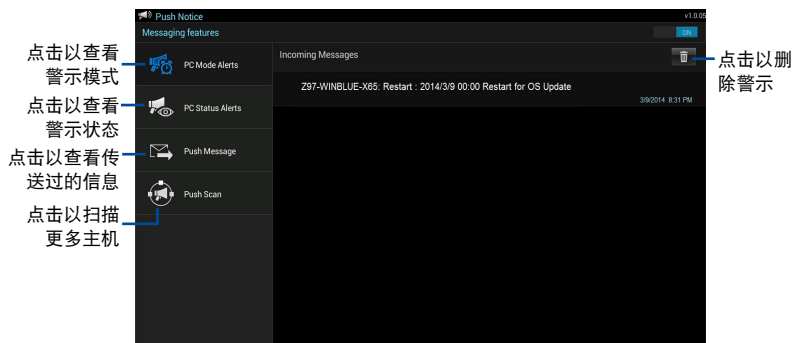 Push Notice
v1.0.05
Messaging features
ON
点击以查看
警示模式
PC Mode Alerts
Incoming Messages
点击以删
除警示
Z97-WINBLUE-X65: Restart : 2014/3/9 00:00 Restart for OS Update
3/9/2014 8:31 PM
点击以查看
警示状态
PC Status Alerts
点击以查看传
送过的信息
Push Message
点击以扫描
更多主机
Push Scan